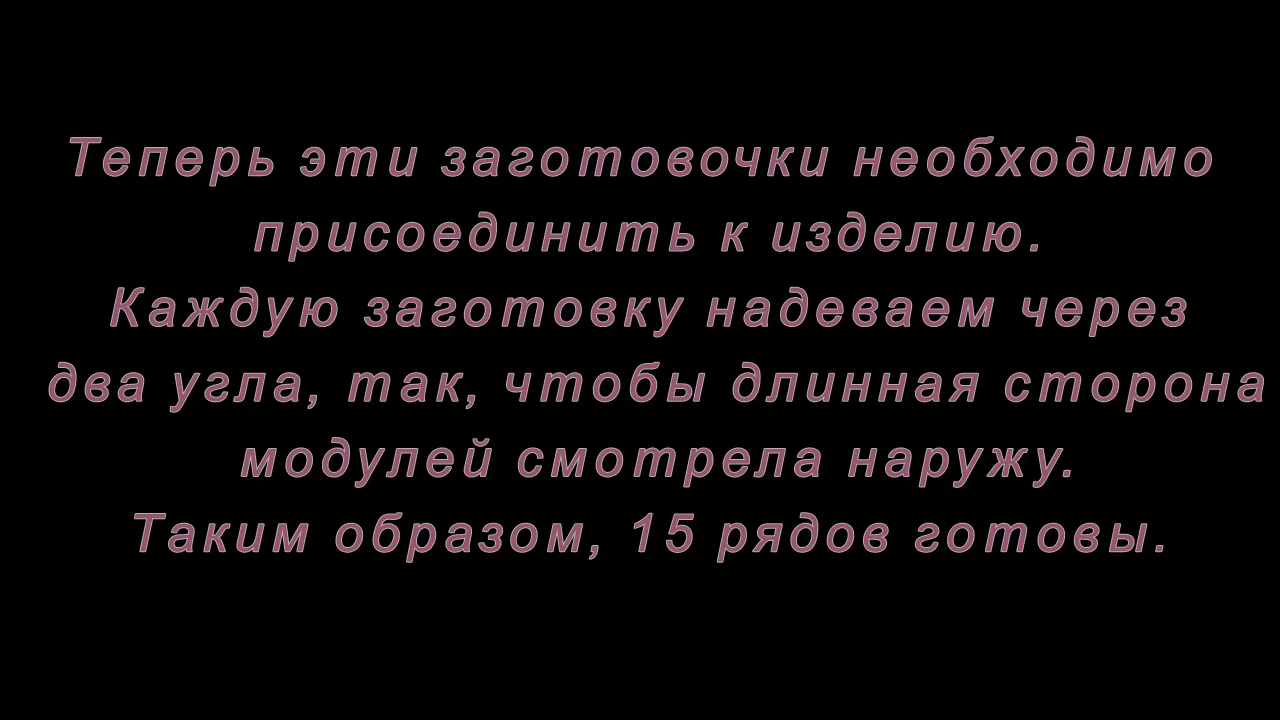 Теперь эти заготовочки необходимо
присоединить к изделию.
Каждую заготовку надеваем через
два угла, так, чтобы длинная сторона
модулей смотрела наружу.
Таким образом, 15 рядов готовы.